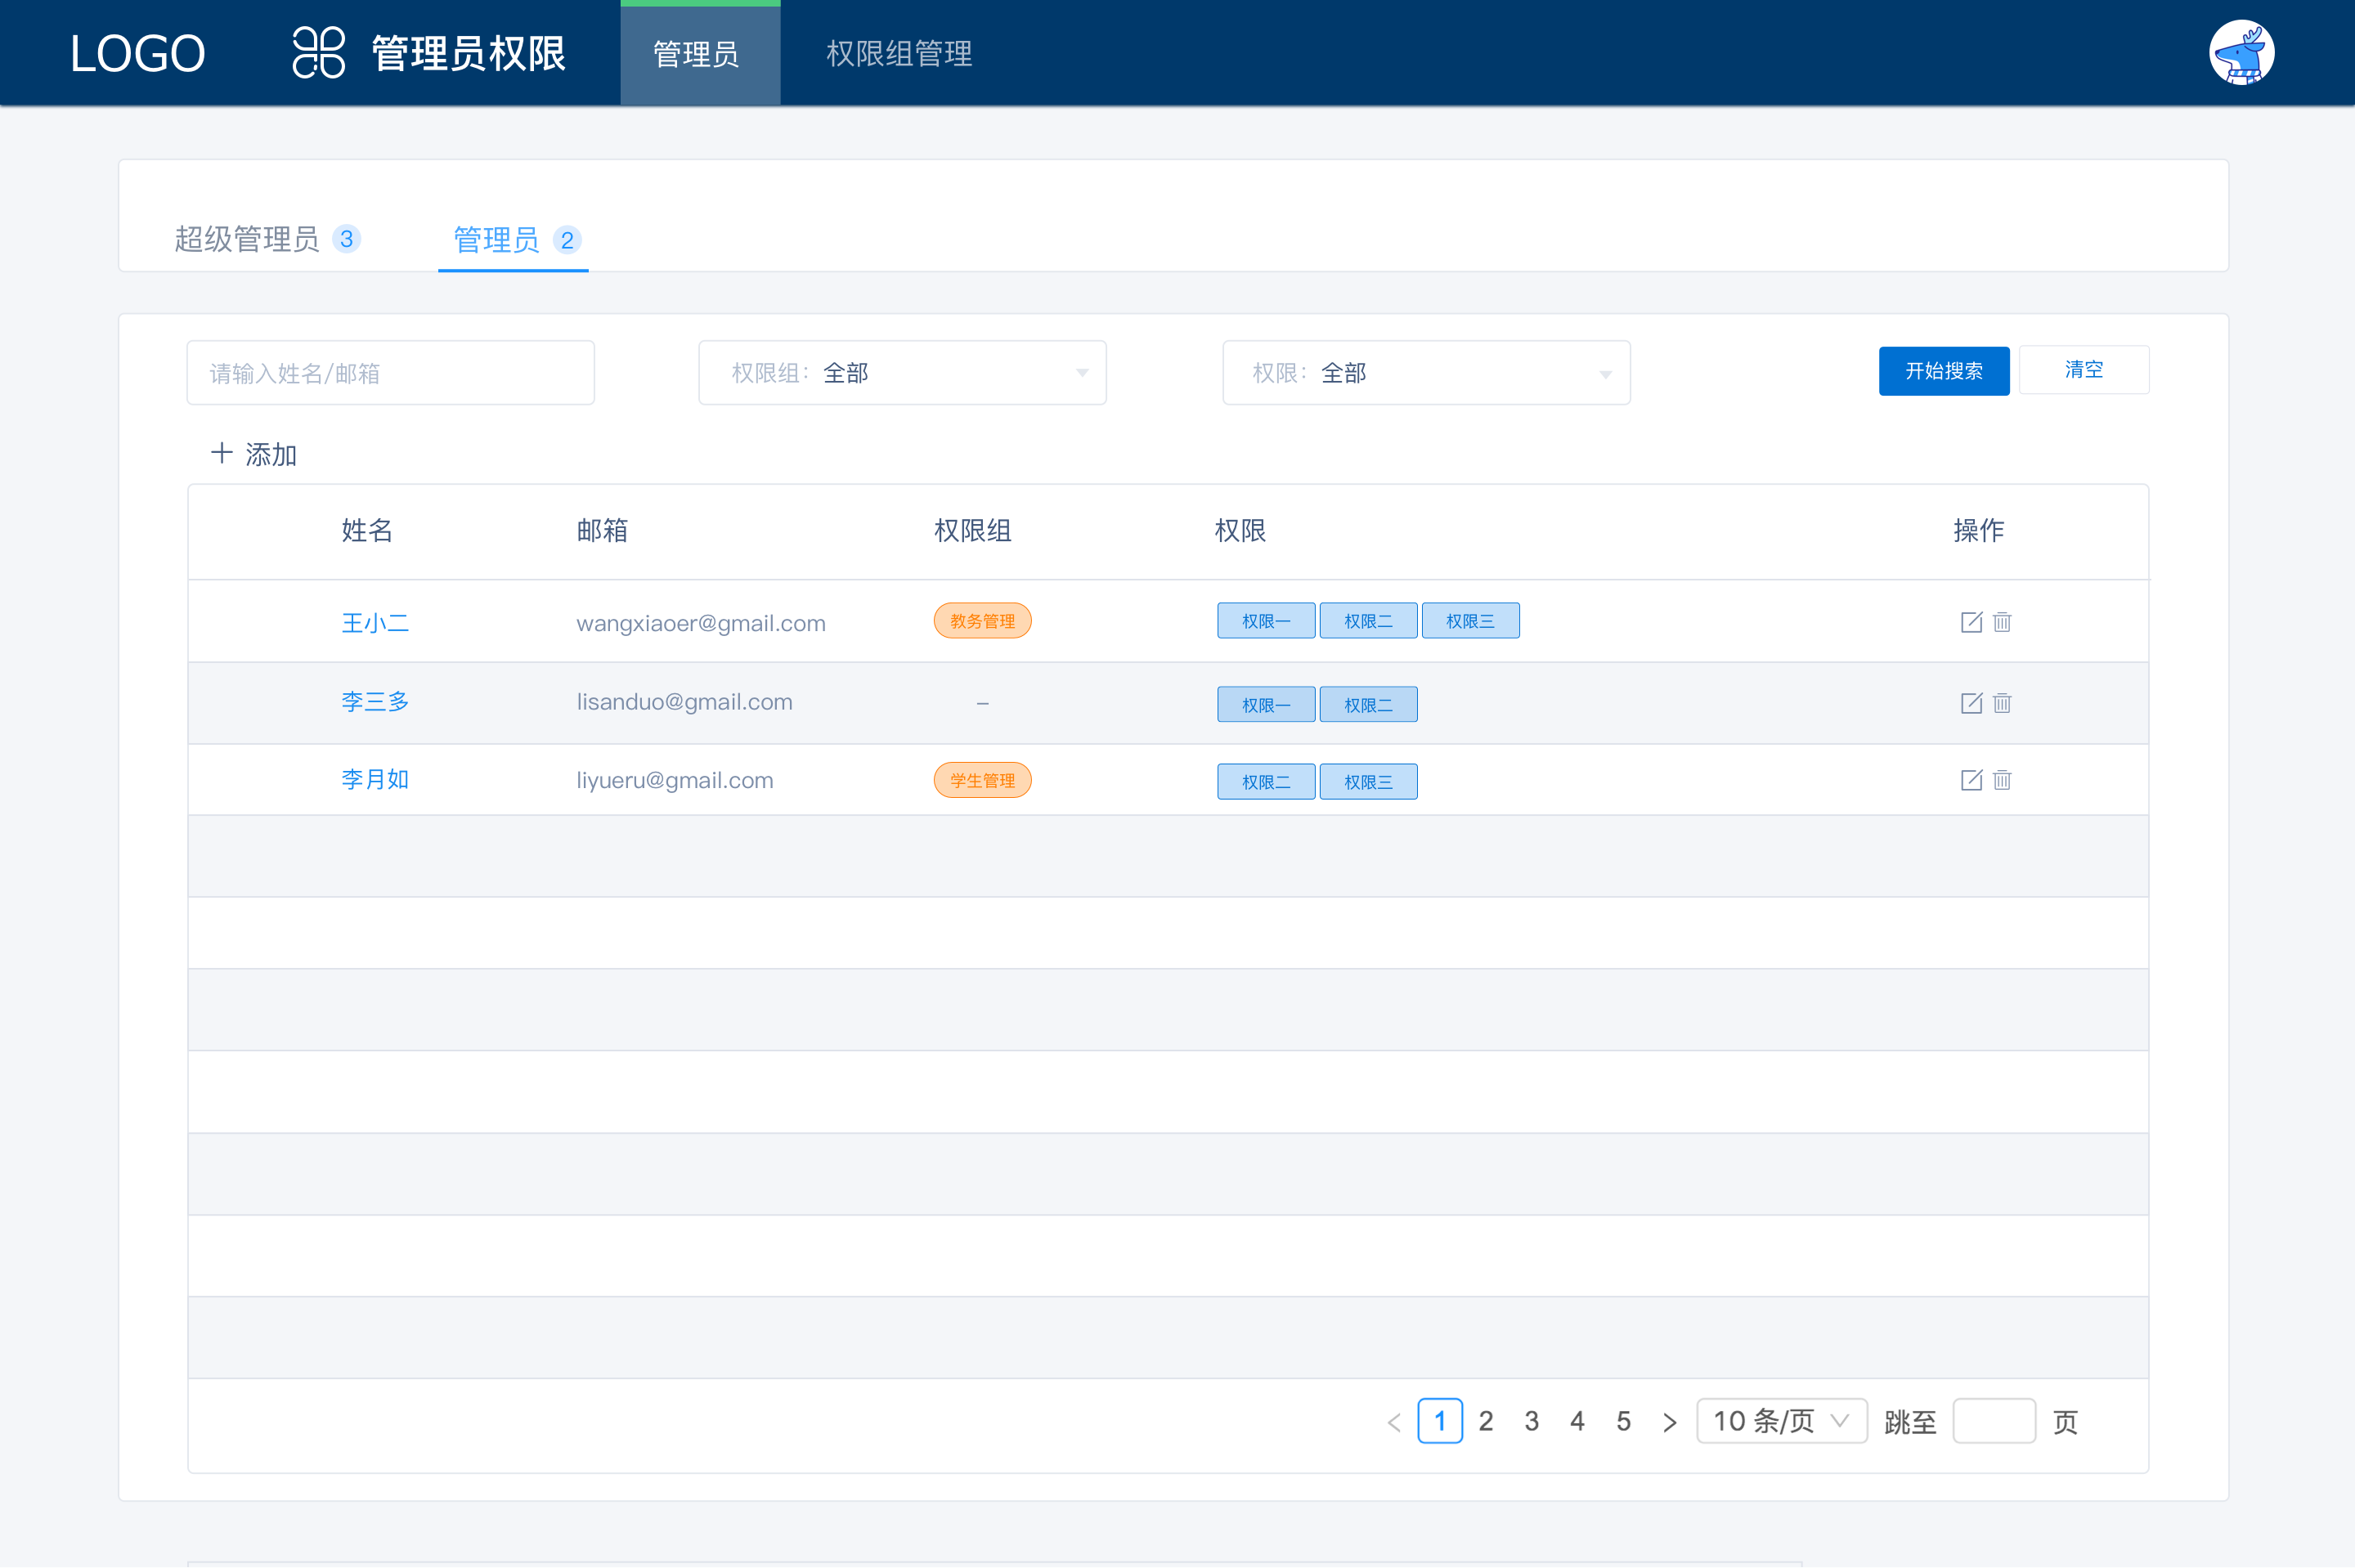 LOGO 管理员权限 管理员 权限组管理
超级管理员 3 管理员 2
请输入姓名/邮箱 权限组: 全部 权限: 全部 开始搜索 清空
添加
姓名 邮箱 权限组 权限 操作
王小二 wangxiaoer@gmail.com 教务管理 权限一 权限二 权限三
李三多 lisanduo@gmail.com – 权限一 权限二
李月如 liyueru@gmail.com 学生管理 权限二 权限三
< 1 2 3 4 5 > 10 条/页 跳至 页